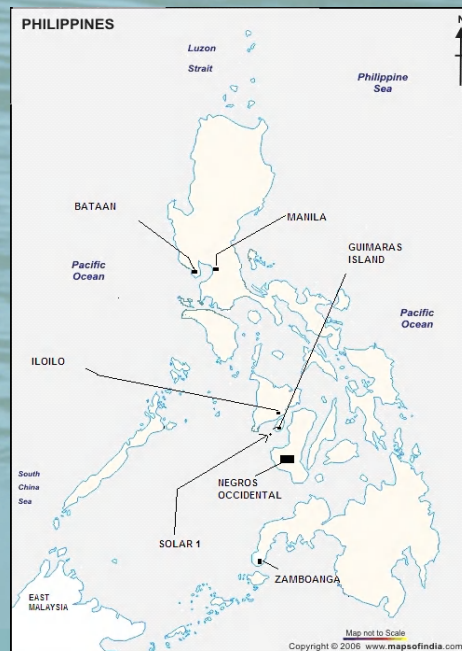 PHILIPPINES
N
Luzon
Strait
Philippine
Sea
BATAAN
MANILA
GUIMARAS
ISLAND
Pacific
Ocean
Pacific
Ocean
ILOILO
South
China
Sea
NEGROS
OCCIDENTAL
SOLAR 1
ZAMBOANGA
EAST
MALAYSIA
Map not to Scale
Copyright © 2006 www.mapsofindia.com